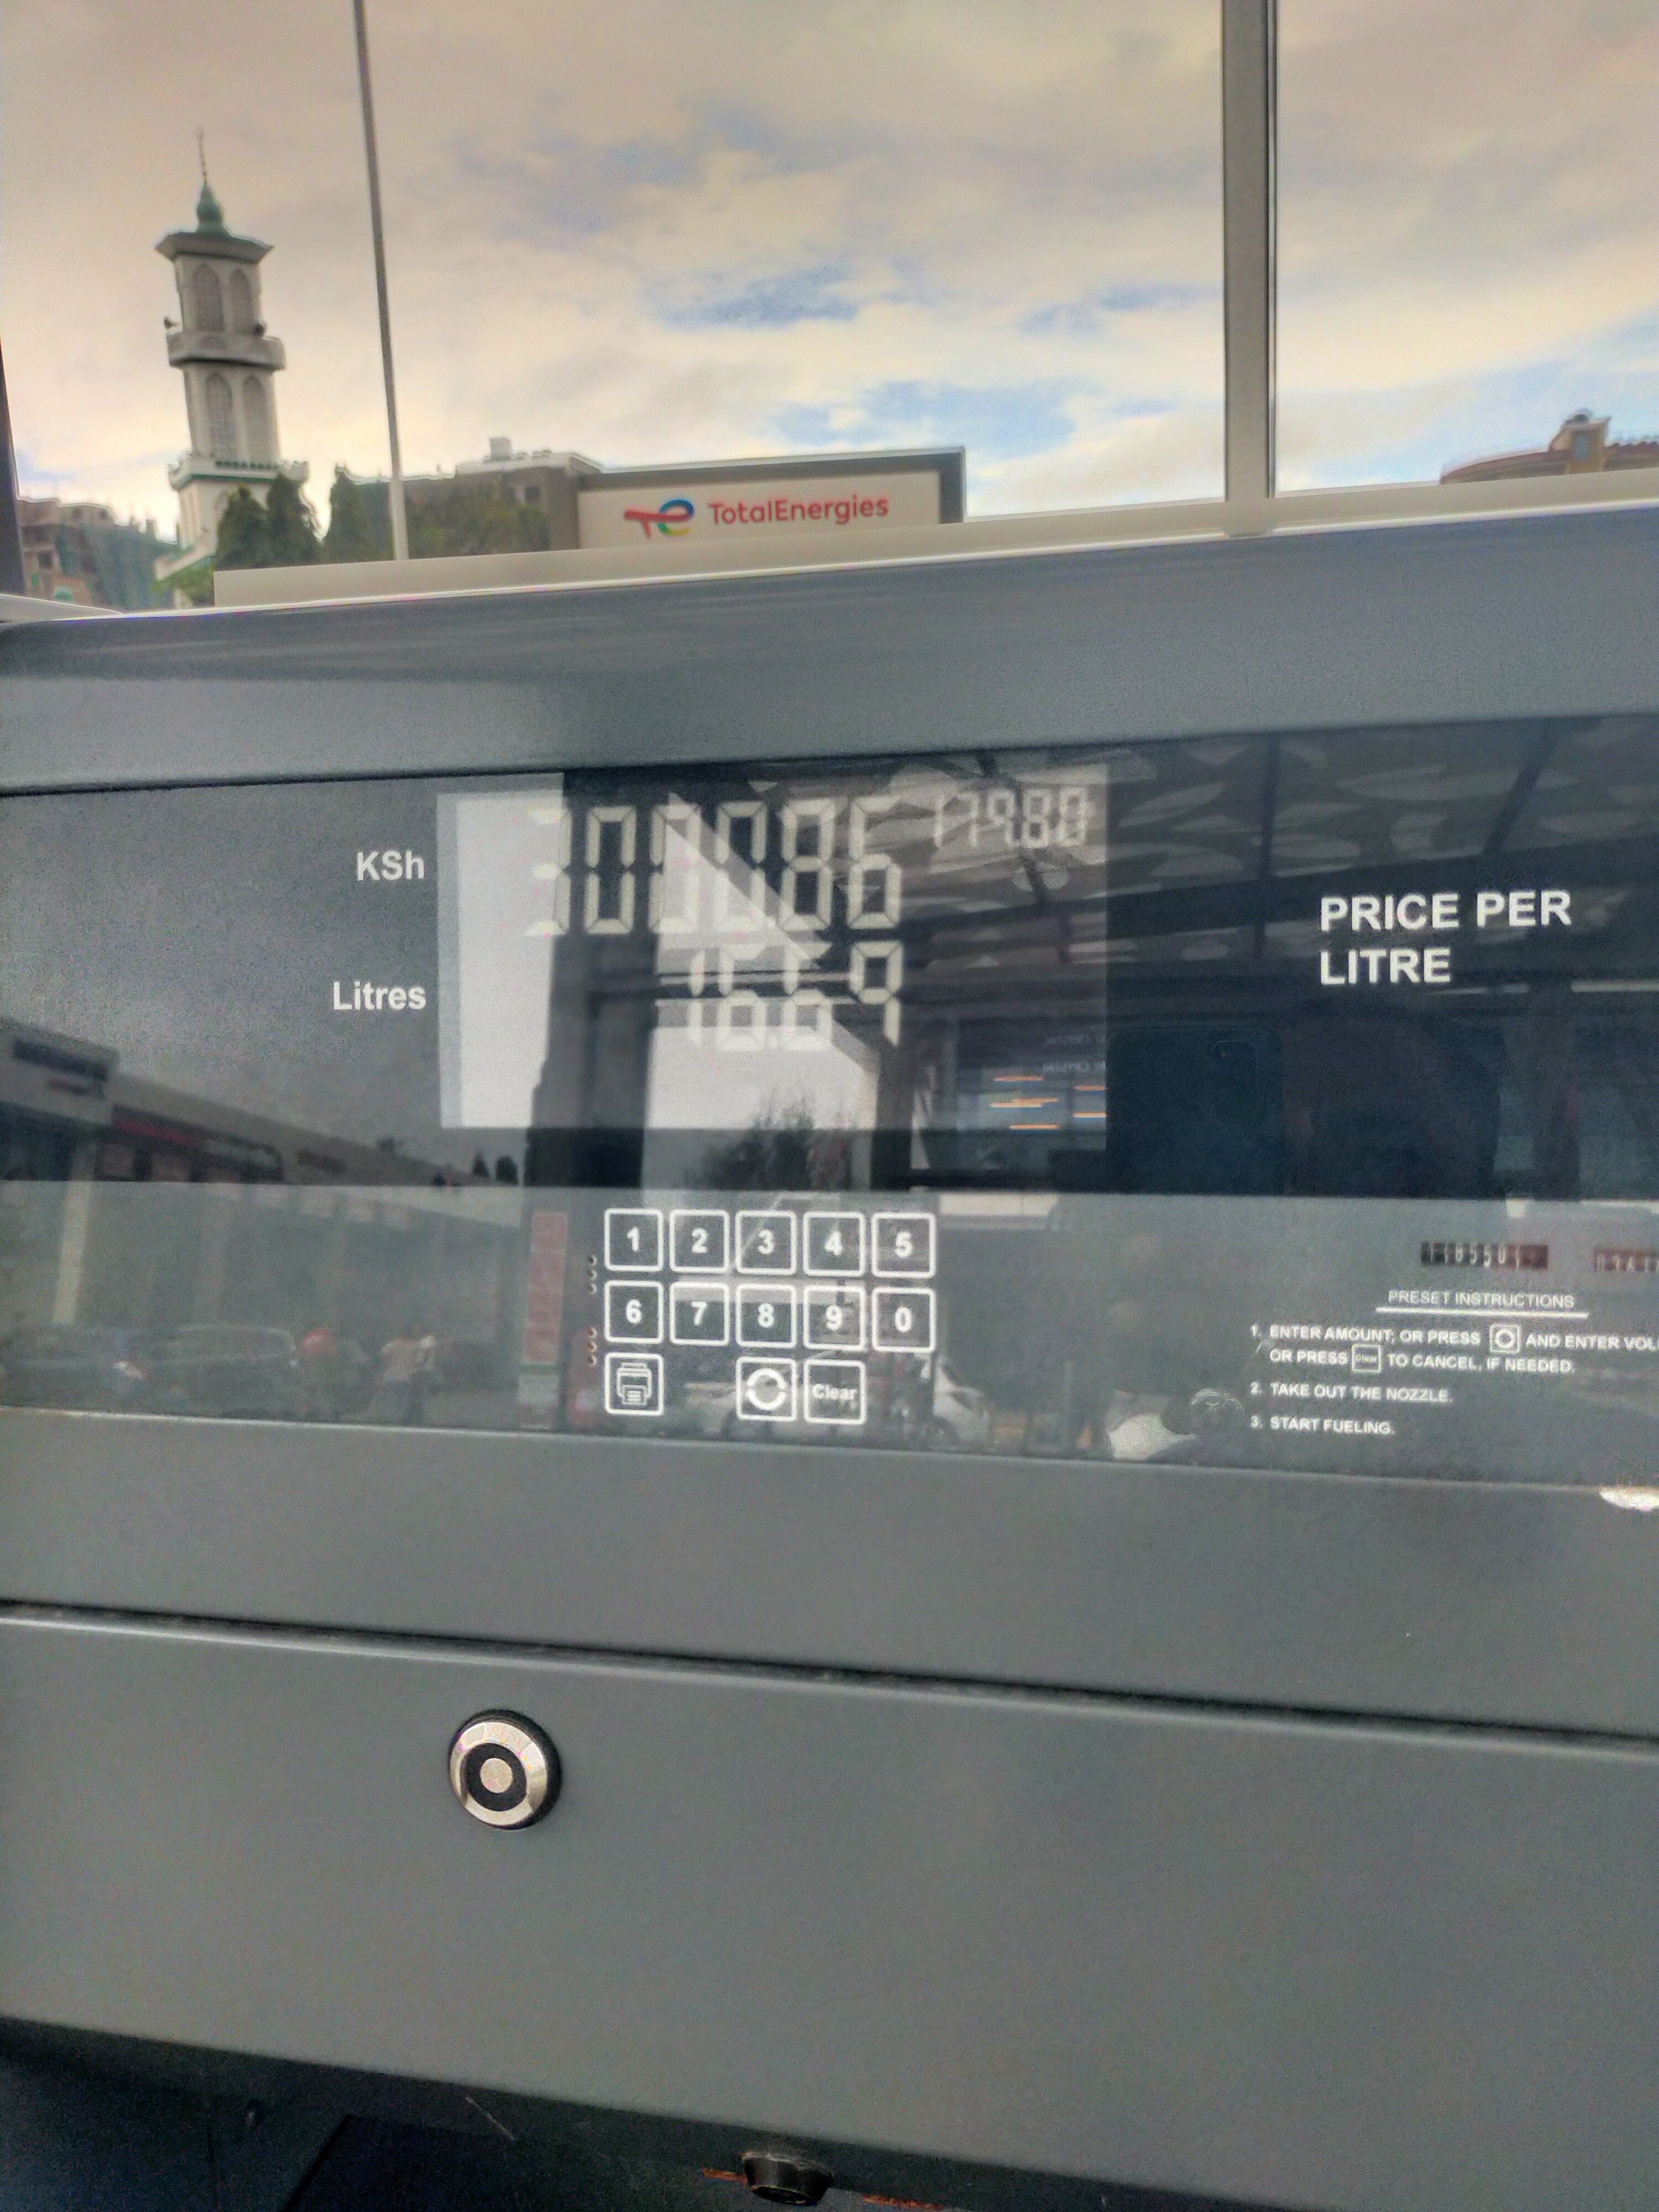 TotalEnergies
KSh
3000.86
179.80
Litres
16.69
PRICE PER
LITRE
1 2 3 4 5
6 7 8 9 0
Clear
PRESET INSTRUCTIONS
1. ENTER AMOUNT; OR PRESS AND ENTER VOL
OR PRESS Clear TO CANCEL, IF NEEDED.
2. TAKE OUT THE NOZZLE.
3. START FUELING.